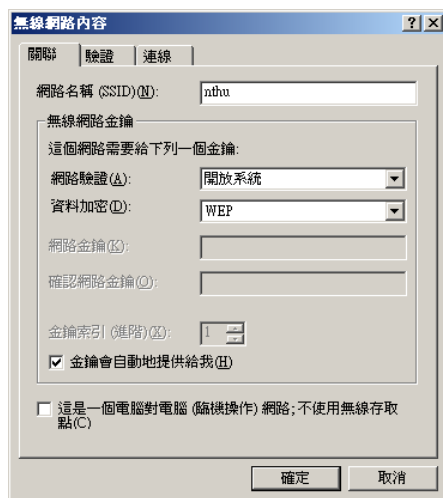 無線網路內容
關聯 驗證 連線
網路名稱 (SSID)(N): nthu
無線網路金鑰
這個網路需要給下列一個金鑰:
網路驗證(A): 開放系統
資料加密(D): WEP
網路金鑰(K):
確認網路金鑰(O):
金鑰索引 (進階)(X): 1
金鑰會自動地提供給我(H)
這是一個電腦對電腦 (臨機操作) 網路;不使用無線存取
點(C)
確定 取消